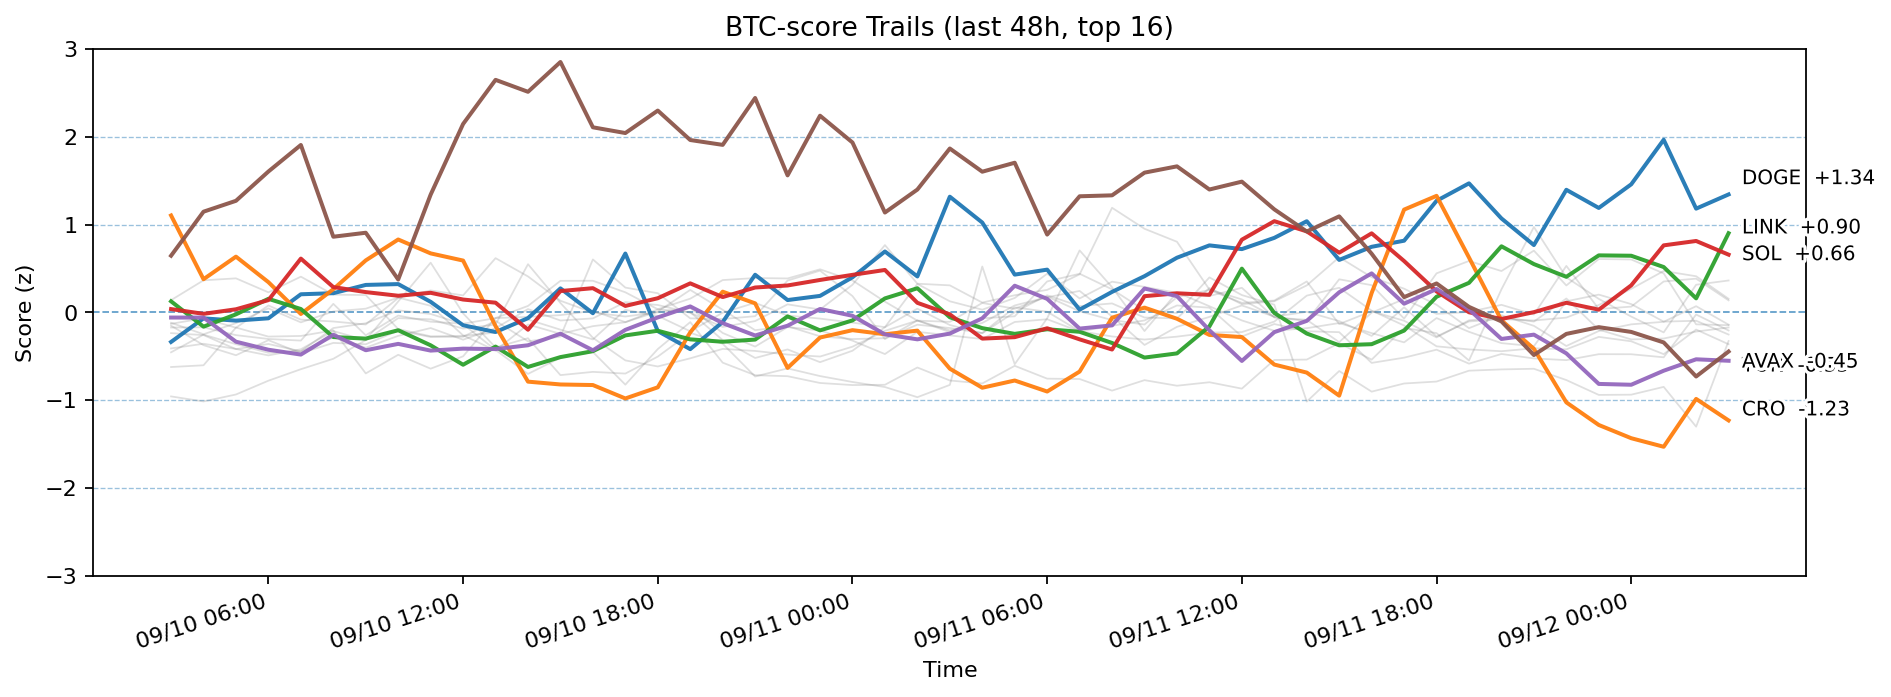 BTC-score Trails (last 48h, top 16)
3
2
1
0
−1
−2
−3
Score (z)
DOGE +1.34
LINK +0.90
SOL +0.66
AVAX -0.45
CRO -1.23
09/10 06:00
09/10 12:00
09/10 18:00
09/11 00:00
09/11 06:00
09/11 12:00
09/11 18:00
09/12 00:00
Time